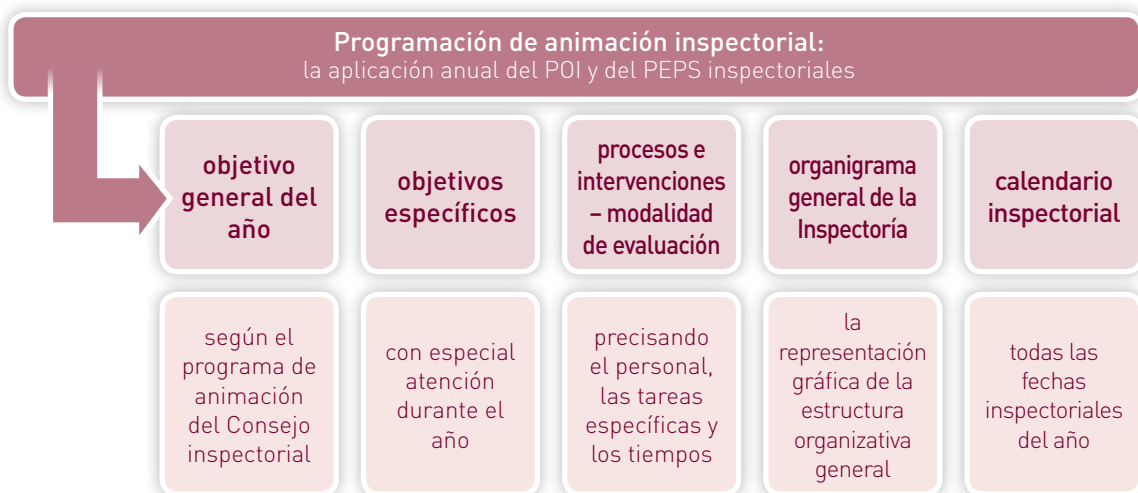 Programación de animación inspectorial:
la aplicación anual del POI y del PEPS inspectoriales
objetivo
general del
año
objetivos
específicos
procesos e
intervenciones
– modalidad
de evaluación
organigrama
general de la
Inspectoría
calendario
inspectorial
según el
programa de
animación
del Consejo
inspectorial
con especial
atención
durante el
año
precisando
el personal,
las tareas
específicas y
los tiempos
la
representación
gráfica de la
estructura
organizativa
general
todas las
fechas
inspectoriales
del año